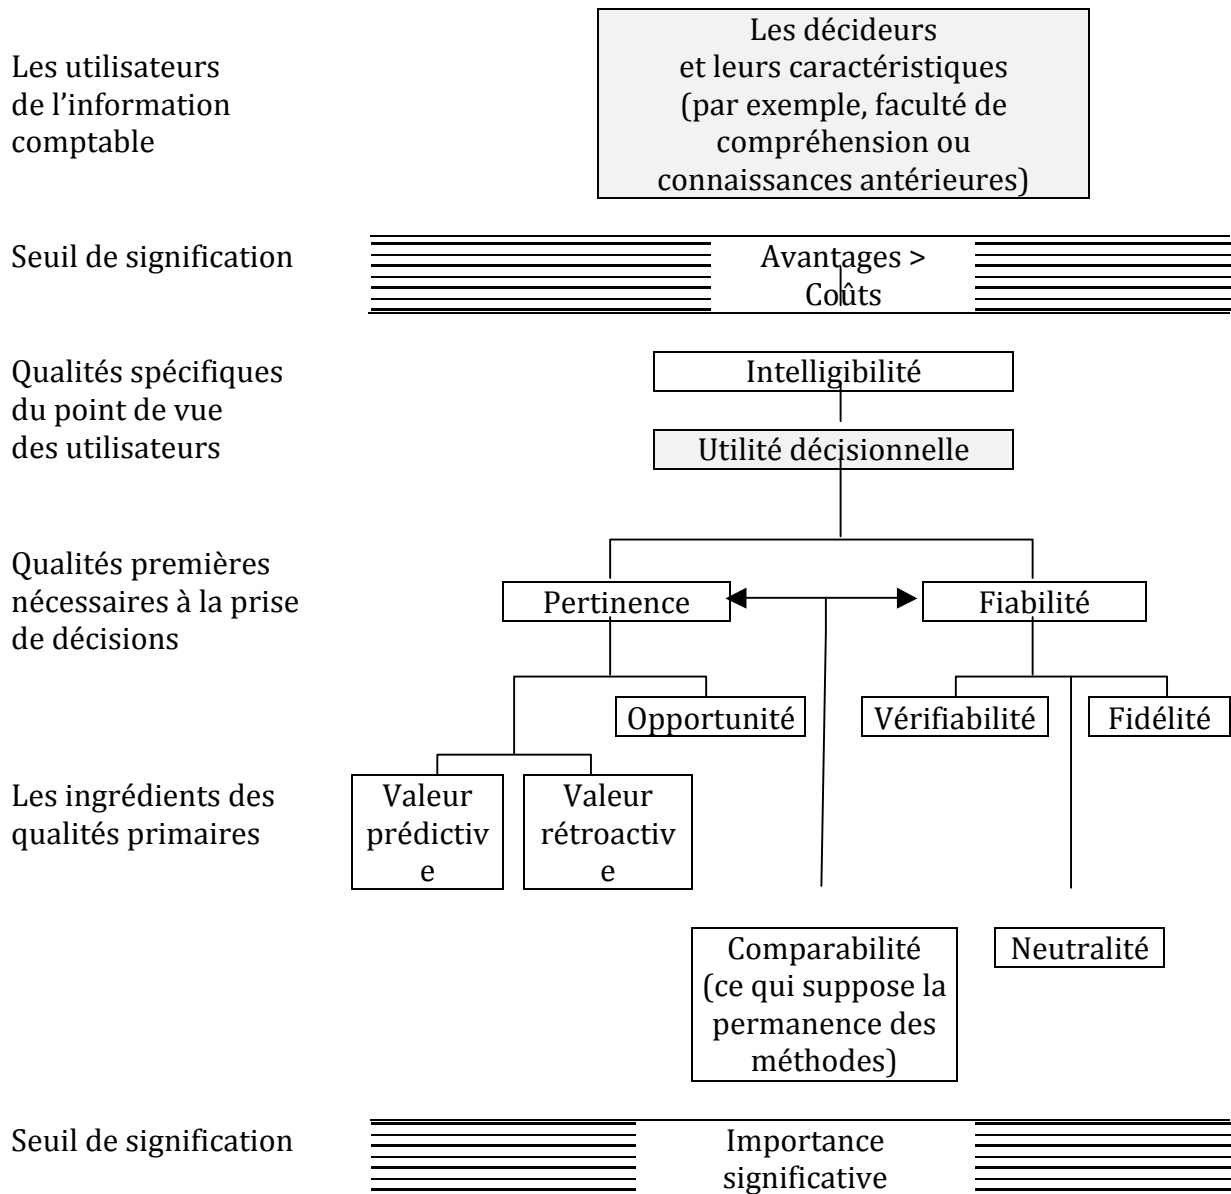 Les utilisateurs
de l’information
comptable
Les décideurs
et leurs caractéristiques
(par exemple, faculté de
compréhension ou
connaissances antérieures)
Seuil de signification
Avantages >
Coûts
Qualités spécifiques
du point de vue
des utilisateurs
Intelligibilité
Utilité décisionnelle
Qualités premières
nécessaires à la prise
de décisions
Pertinence
Fiabilité
Opportunité
Vérifiabilité
Fidélité
Les ingrédients des
qualités primaires
Valeur
prédictiv
e
Valeur
rétroactiv
e
Comparabilité
(ce qui suppose la
permanence des
méthodes)
Neutralité
Seuil de signification
Importance
significative